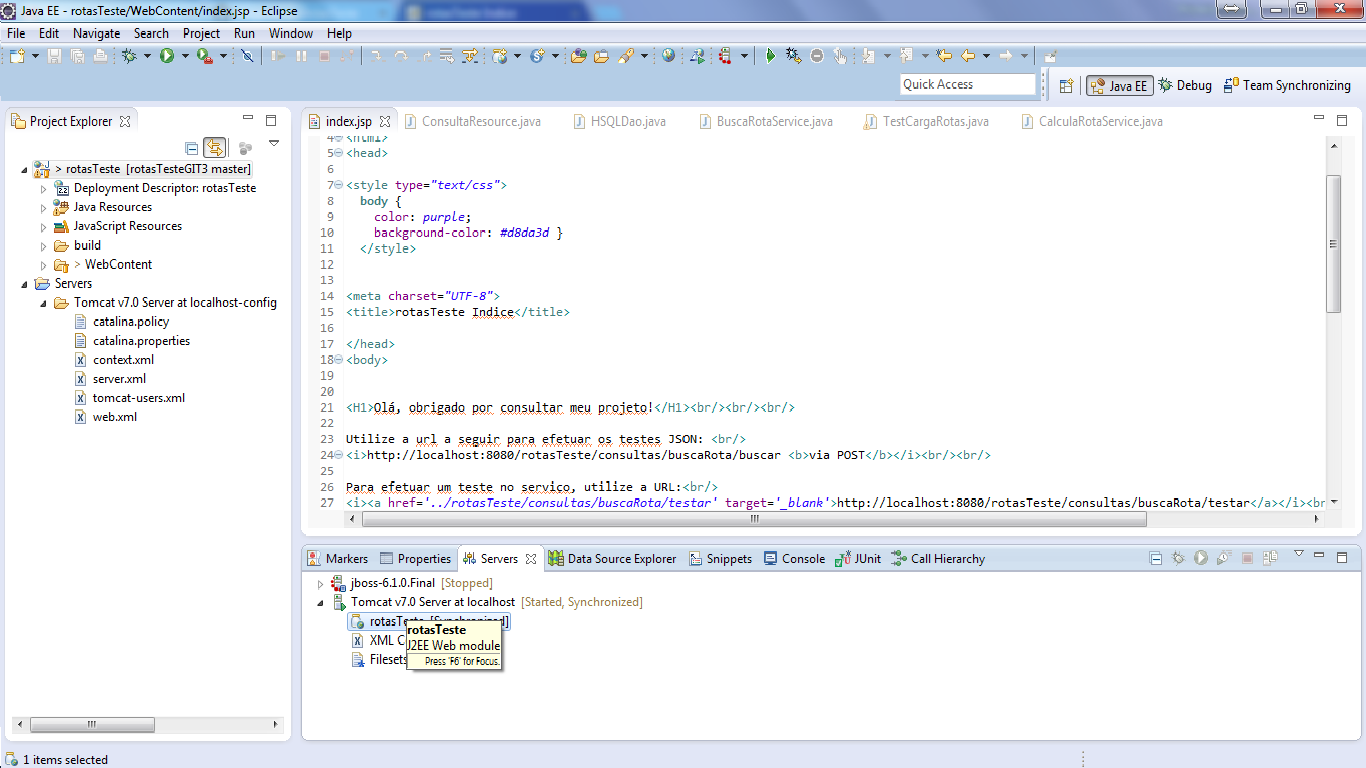 Java EE - rotasTeste/WebContent/index.jsp - Eclipse
File Edit Navigate Search Project Run Window Help
Quick Access
Java EE Debug Team Synchronizing
Project Explorer
> rotasTeste [rotasTesteGIT3 master]
Deployment Descriptor: rotasTeste
Java Resources
JavaScript Resources
build
> WebContent
Servers
Tomcat v7.0 Server at localhost-config
catalina.policy
catalina.properties
context.xml
server.xml
tomcat-users.xml
web.xml
index.jsp ConsultaResource.java HSQLDao.java BuscaRotaService.java TestCargaRotas.java CalculaRotaService.java
4 <html>
5 <head>
6
7 <style type="text/css">
8 body {
9 color: purple;
10 background-color: #d8da3d }
11 </style>
12
13
14 <meta charset="UTF-8">
15 <title>rotasTeste Indice</title>
16
17 </head>
18 <body>
19
20
21 <H1>Olá, obrigado por consultar meu projeto!</H1><br/><br/><br/>
22
23 Utilize a url a seguir para efetuar os testes JSON: <br/>
24 <i>http://localhost:8080/rotasTeste/consultas/buscaRota/buscar <b>via POST</b></i><br/><br/>
25
26 Para efetuar um teste no servico, utilize a URL:<br/>
27 <i><a href='../rotasTeste/consultas/buscaRota/testar' target='_blank'>http://localhost:8080/rotasTeste/consultas/buscaRota/testar</a></i><br
Markers Properties Servers Data Source Explorer Snippets Console JUnit Call Hierarchy
jboss-6.1.0.Final [Stopped]
Tomcat v7.0 Server at localhost [Started, Synchronized]
rotasTeste [Synchronized]
XML C
Filesets
rotasTeste
J2EE Web module
Press 'F6' for Focus.
1 items selected